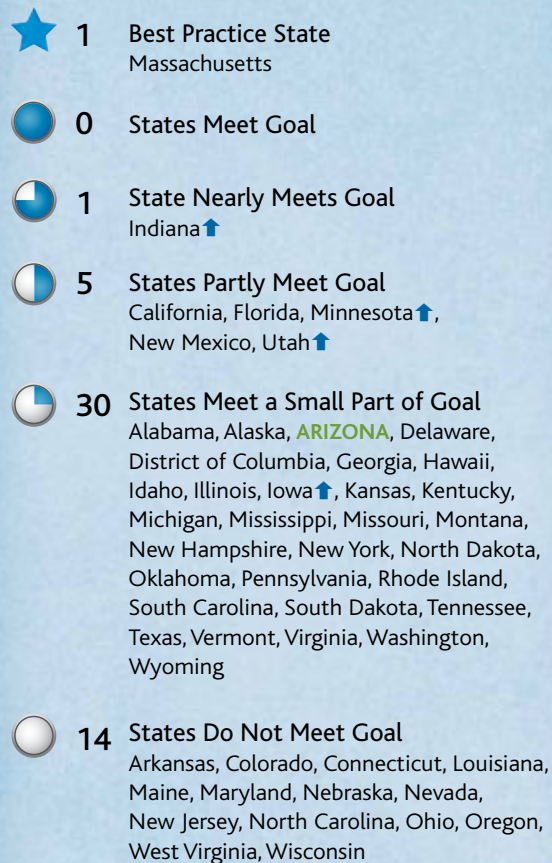 1 Best Practice State
Massachusetts
0 States Meet Goal
1 State Nearly Meets Goal
Indiana⬆
5 States Partly Meet Goal
California, Florida, Minnesota⬆,
New Mexico, Utah⬆
30 States Meet a Small Part of Goal
Alabama, Alaska, ARIZONA, Delaware,
District of Columbia, Georgia, Hawaii,
Idaho, Illinois, Iowa⬆, Kansas, Kentucky,
Michigan, Mississippi, Missouri, Montana,
New Hampshire, New York, North Dakota,
Oklahoma, Pennsylvania, Rhode Island,
South Carolina, South Dakota, Tennessee,
Texas, Vermont, Virginia, Washington,
Wyoming
14 States Do Not Meet Goal
Arkansas, Colorado, Connecticut, Louisiana,
Maine, Maryland, Nebraska, Nevada,
New Jersey, North Carolina, Ohio, Oregon,
West Virginia, Wisconsin